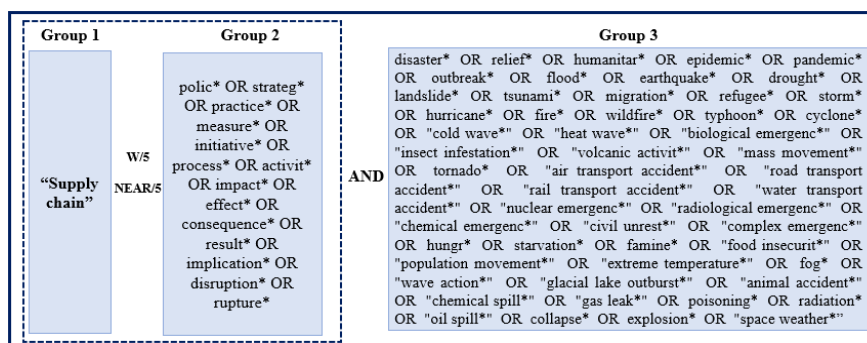 Group 1
Group 2
Group 3
“Supply
chain”
W/5
NEAR/5
polic* OR strateg*
OR practice* OR
measure* OR
initiative* OR
process* OR activit*
OR impact* OR
effect* OR
consequence* OR
result* OR
implication* OR
disruption* OR
rupture*
AND
disaster* OR relief* OR humanitar* OR epidemic* OR pandemic*
OR outbreak* OR flood* OR earthquake* OR drought* OR
landslide* OR tsunami* OR migration* OR refugee* OR storm*
OR hurricane* OR fire* OR wildfire* OR typhoon* OR cyclone*
OR "cold wave*" OR "heat wave*" OR "biological emergenc*" OR
"insect infestation*" OR "volcanic activit*" OR "mass movement*"
OR tornado* OR "air transport accident*" OR "road transport
accident*" OR "rail transport accident*" OR "water transport
accident*" OR "nuclear emergenc*" OR "radiological emergenc*" OR
"chemical emergenc*" OR "civil unrest*" OR "complex emergenc*"
OR hungr* OR starvation* OR famine* OR "food insecurit*" OR
"population movement*" OR "extreme temperature*" OR fog* OR
"wave action*" OR "glacial lake outburst*" OR "animal accident*"
OR "chemical spill*" OR "gas leak*" OR poisoning* OR radiation*
OR "oil spill*" OR collapse* OR explosion* OR "space weather*”